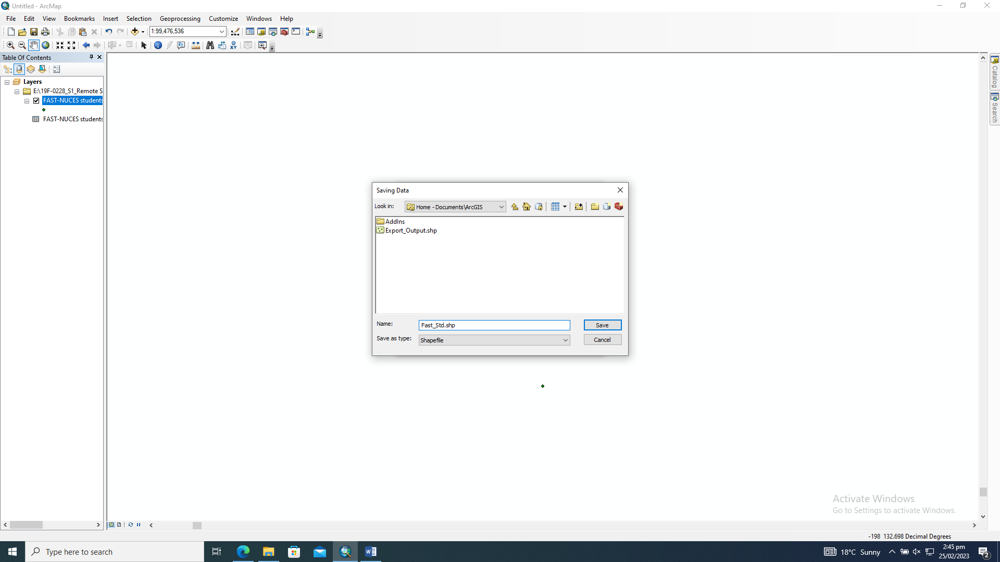 Untitled - ArcMap
File Edit View Bookmarks Insert Selection Geoprocessing Customize Windows Help
1:99,476,536
Table Of Contents
Layers
E:\19F-0228_S1_Remote S
FAST-NUCES students
FAST-NUCES students
Catalog
Search
Saving Data
Look in: Home - Documents\ArcGIS
AddIns
Export_Output.shp
Name: Fast_Std.shp Save
Save as type: Shapefile Cancel
Activate Windows
Go to Settings to activate Windows.
-198 132.698 Decimal Degrees
Type here to search
18°C Sunny
2:45 pm
25/02/2023
2